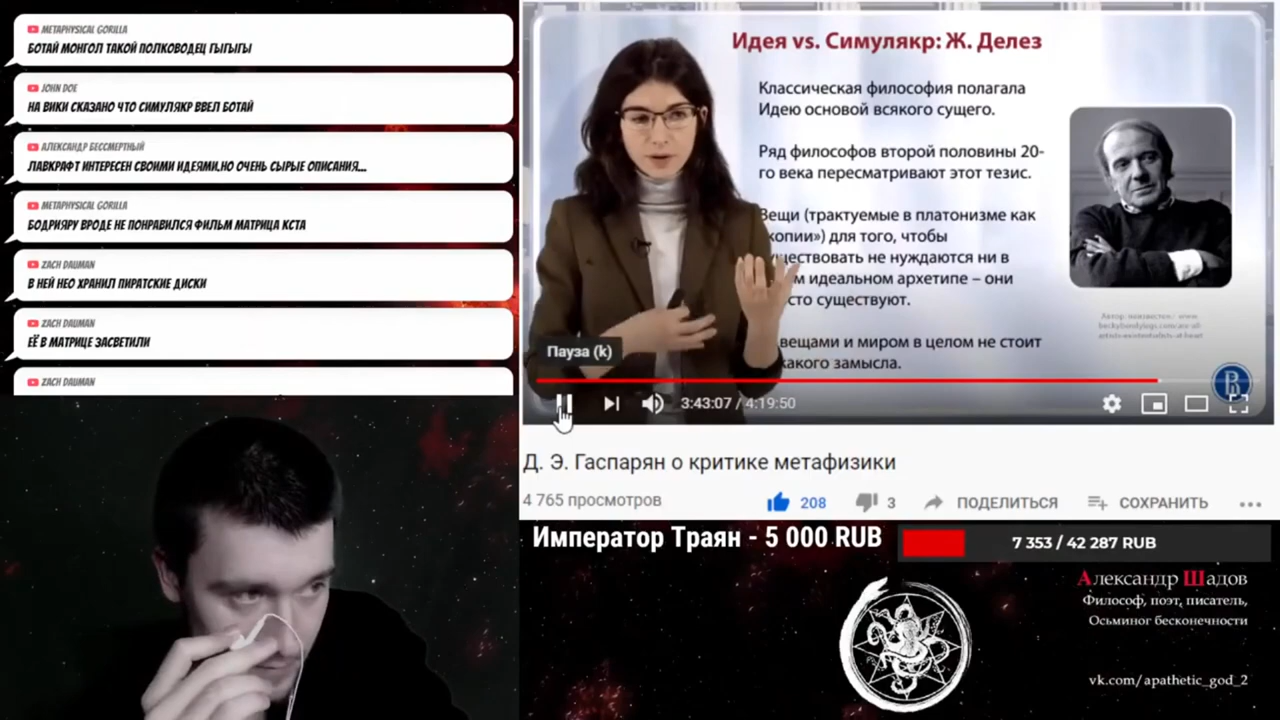 METAPHYSICAL GORILLA
БОТАЙ МОНГОЛ ТАКОЙ ПОЛКОВОДЕЦ ГЫГЫГЫ
JOHN DOE
НА ВИКИ СКАЗАНО ЧТО СИМУЛЯКР ВВЕЛ БОТАЙ
АЛЕКСАНДР БЕССМЕРТНЫЙ
ЛАВКРАФТ ИНТЕРЕСЕН СВОИМИ ИДЕЯМИ,НО ОЧЕНЬ СЫРЫЕ ОПИСАНИЯ...
METAPHYSICAL GORILLA
БОДРИЯРУ ВРОДЕ НЕ ПОНРАВИЛСЯ ФИЛЬМ МАТРИЦА КСТА
ZACH DAUMAN
В НЕЙ НЕО ХРАНИЛ ПИРАТСКИЕ ДИСКИ
ZACH DAUMAN
ЕЁ В МАТРИЦЕ ЗАСВЕТИЛИ
ZACH DAUMAN
Идея vs. Симулякр: Ж. Делез
Классическая философия полагала
Идею основой всякого сущего.
Ряд философов второй половины 20-
го века пересматривают этот тезис.
Вещи (трактуемые в платонизме как
копии») для того, чтобы
уществовать не нуждаются ни в
м идеальном архетипе – они
сто существуют.
вещами и миром в целом не стоит
какого замысла.
Пауза (k)
3:43:07 / 4:19:50
Д. Э. Гаспарян о критике метафизики
4 765 просмотров
208
3
ПОДЕЛИТЬСЯ
СОХРАНИТЬ
Император Траян - 5 000 RUB
7 353 / 42 287 RUB
Александр Шадов
Философ, поэт, писатель,
Осьминог бесконечности
vk.com/apathetic_god_2